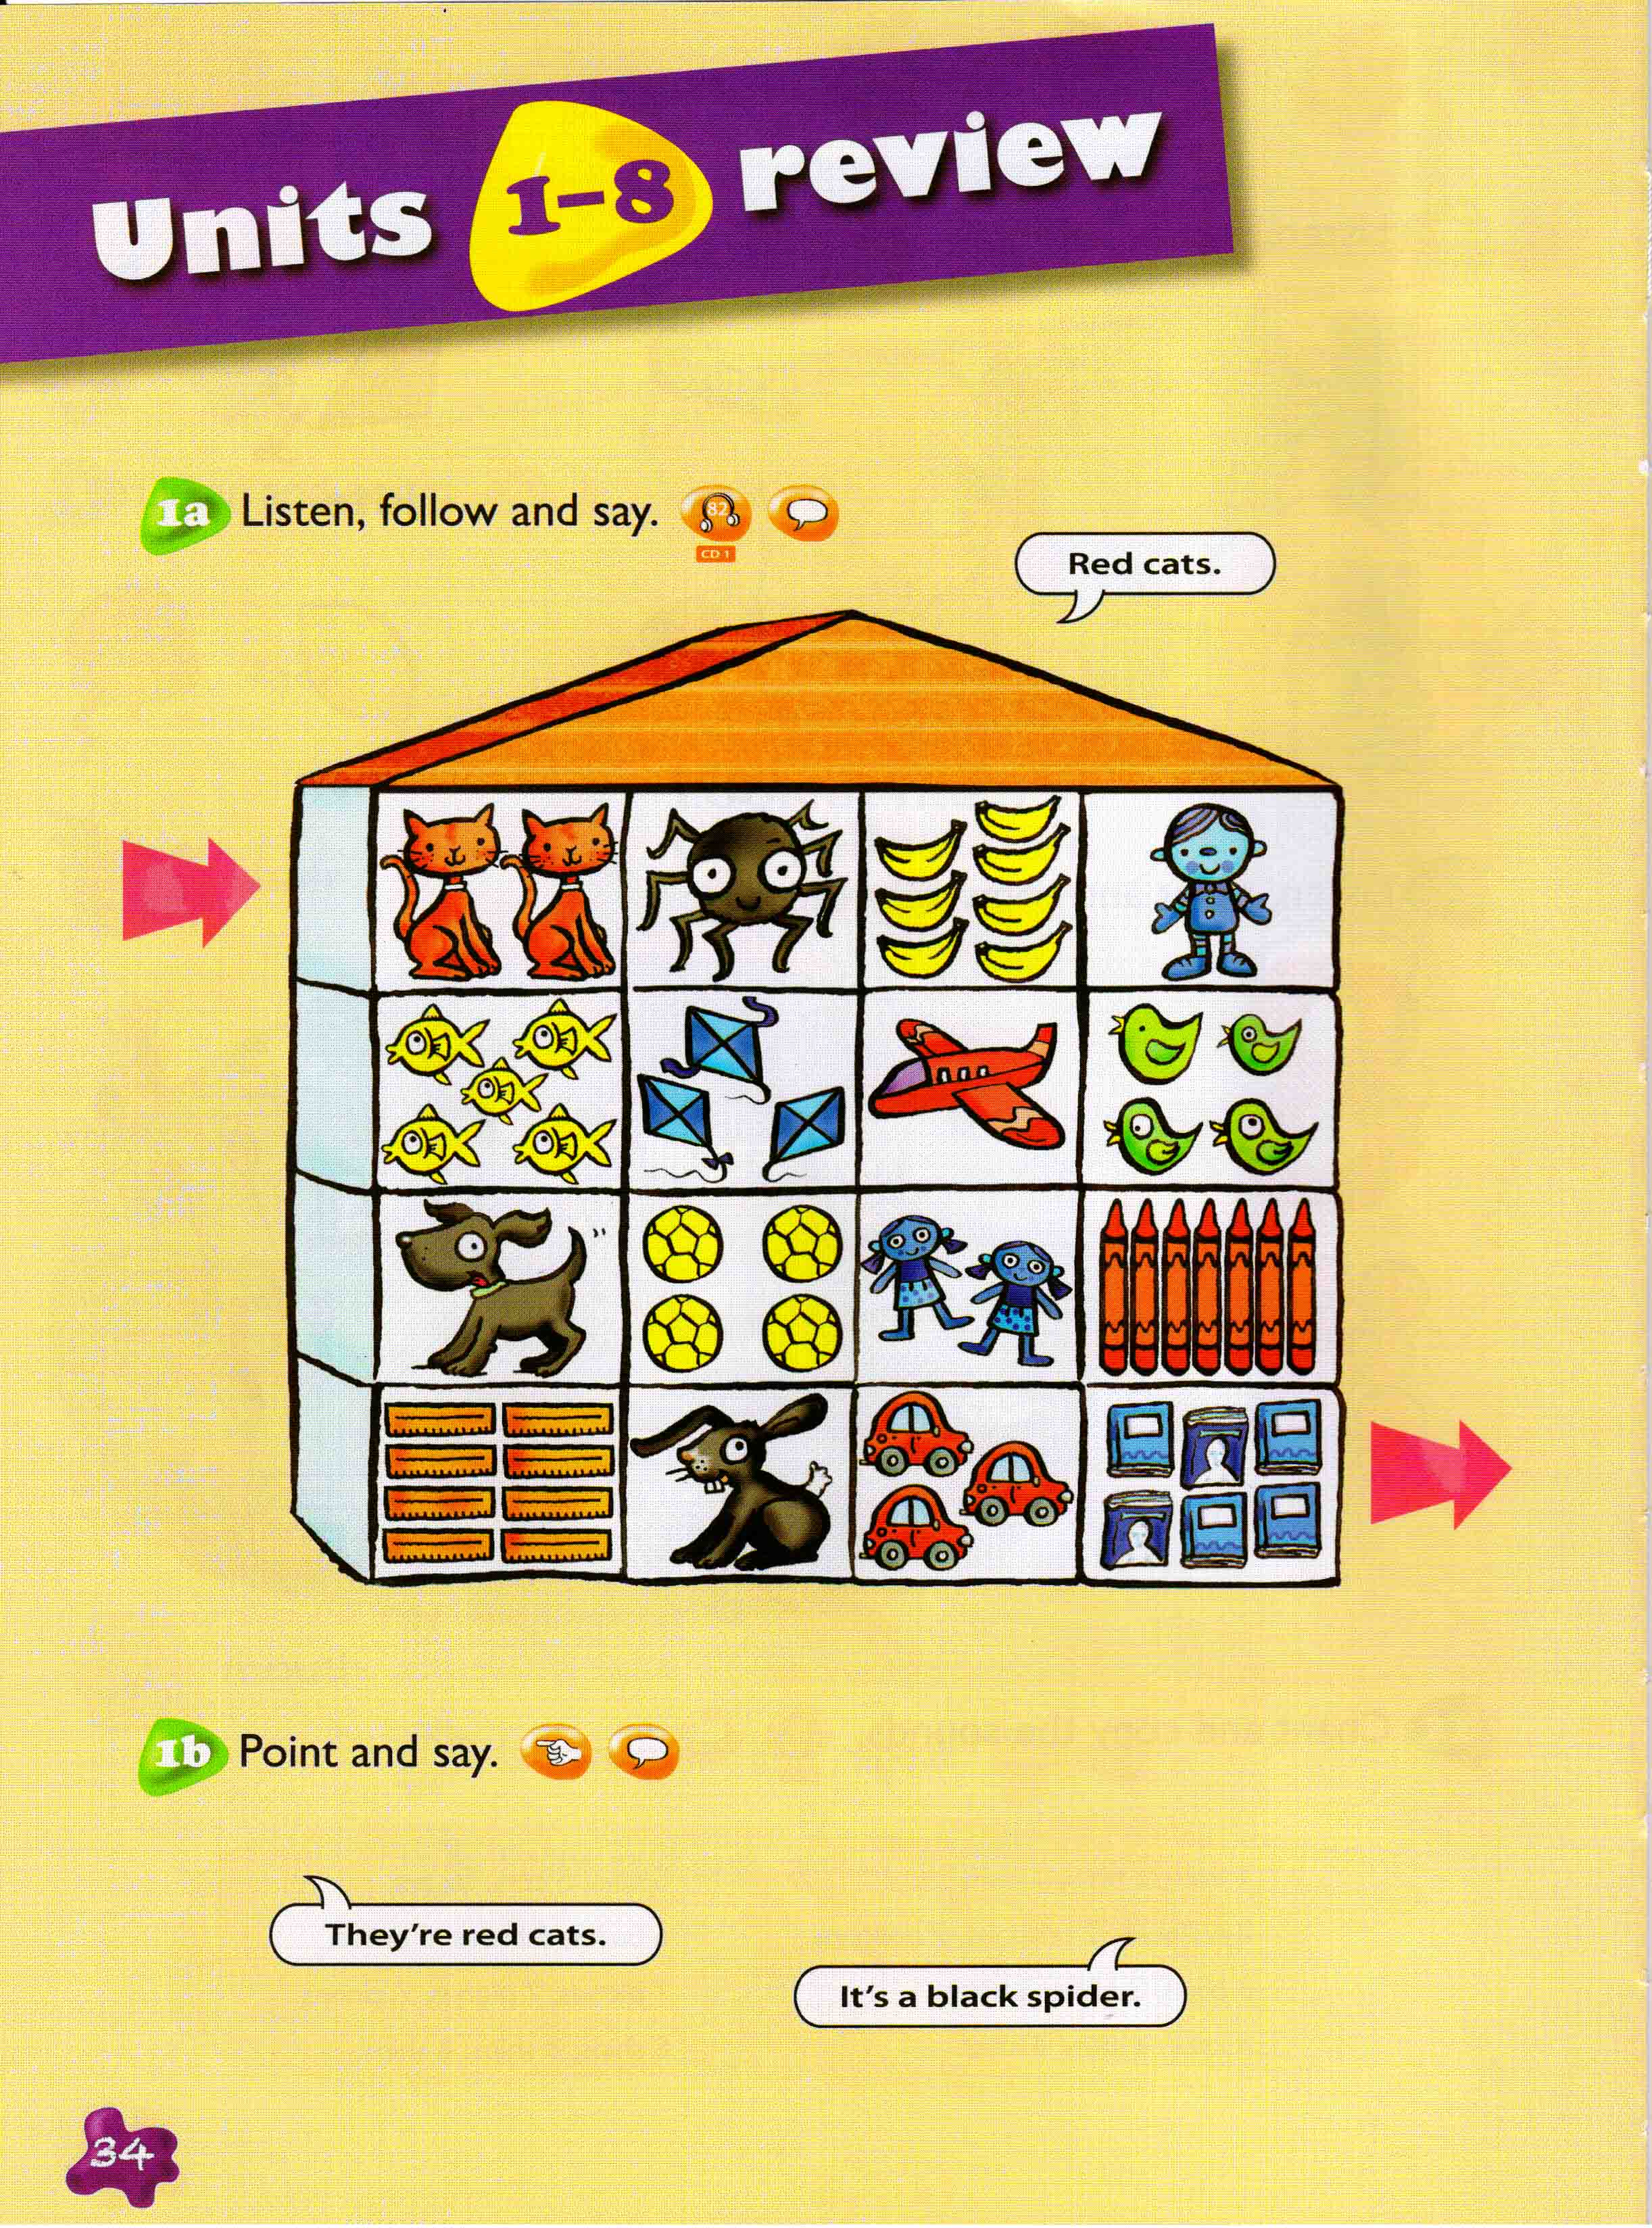 Units 1-8 review
1a Listen, follow and say. 82
CD 1
Red cats.
1b Point and say.
They're red cats.
It's a black spider.
34